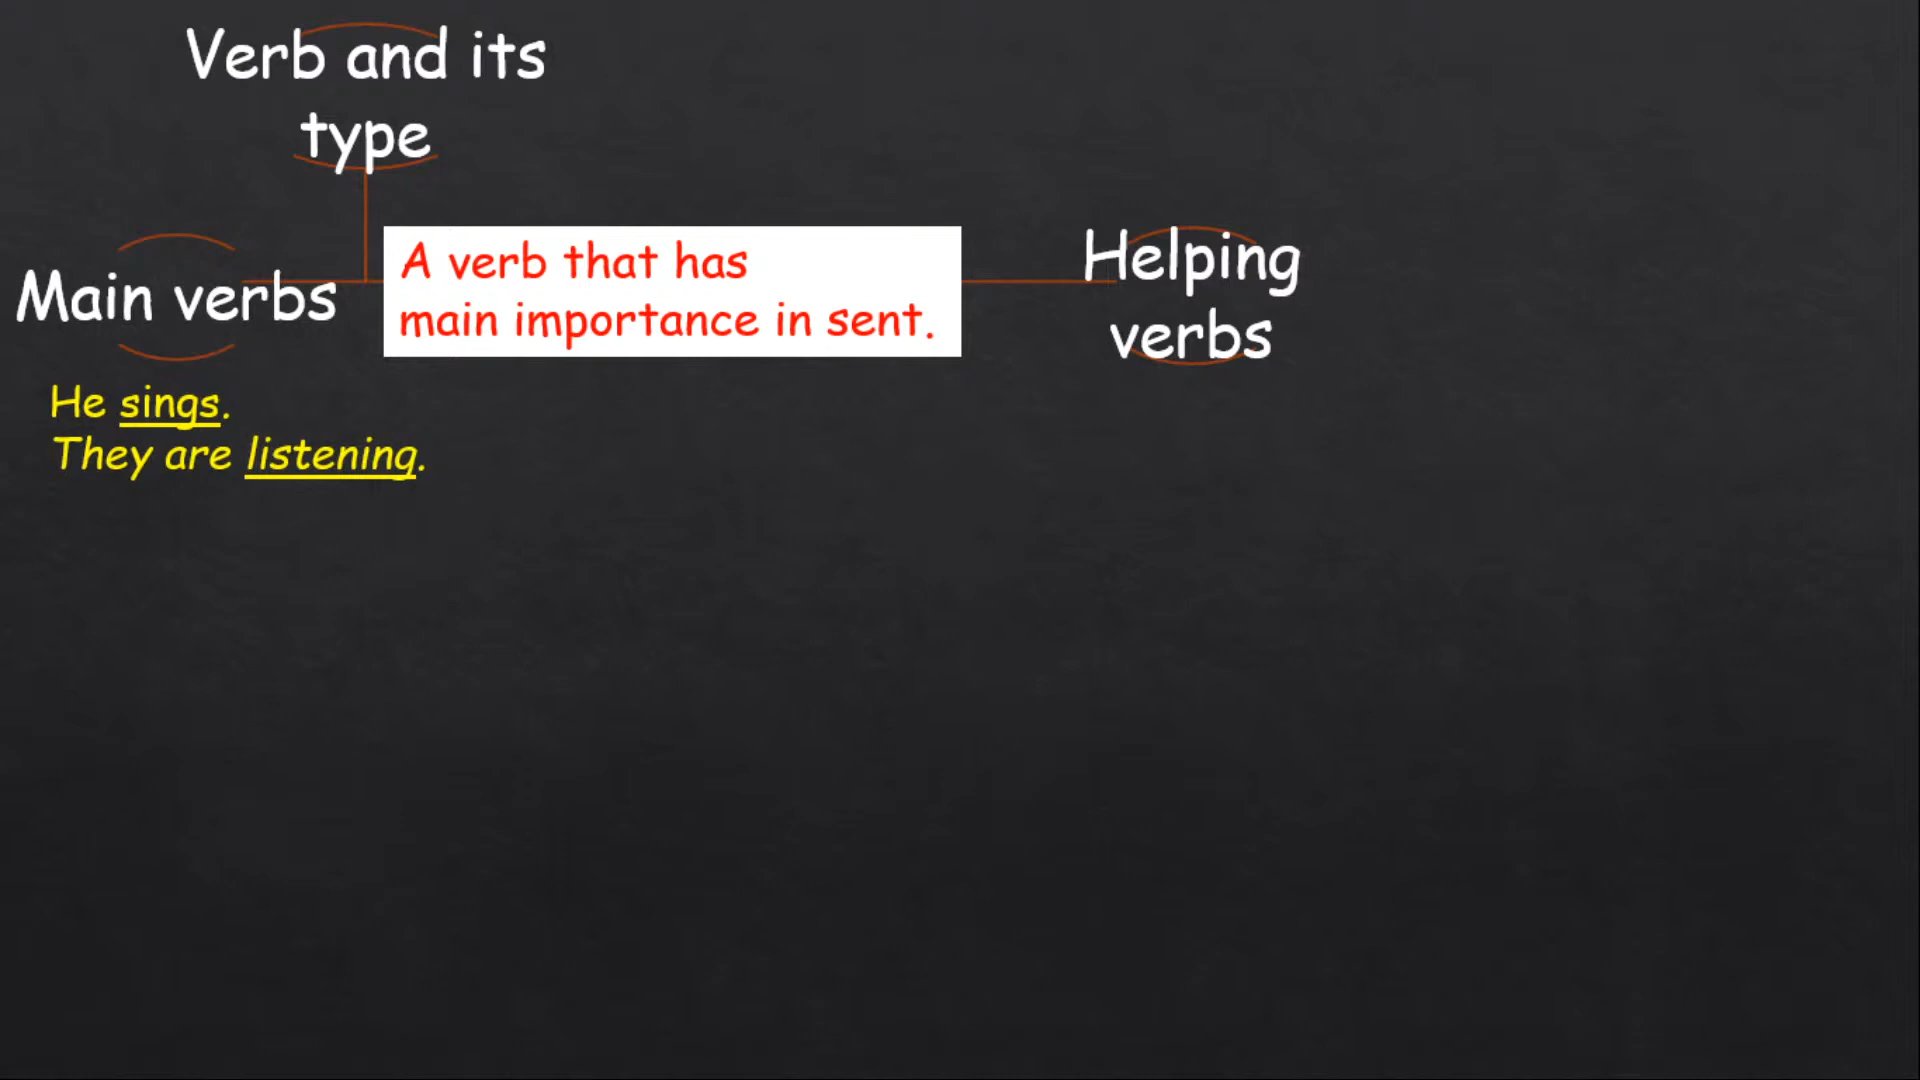 Verb and its
type
Main verbs
A verb that has
main importance in sent.
Helping
verbs
He sings.
They are listening.